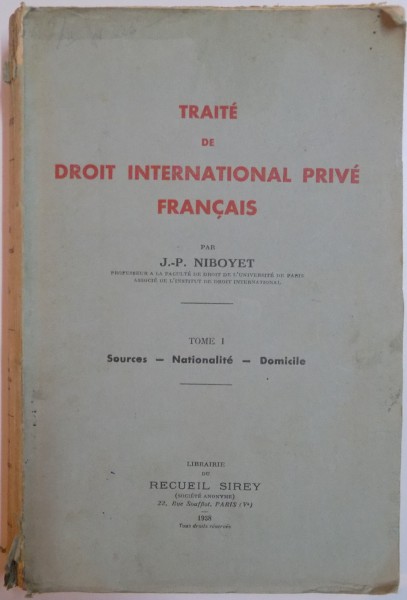 TRAITÉ
DE
DROIT INTERNATIONAL PRIVÉ
FRANÇAIS
PAR
J.-P. NIBOYET
PROFESSEUR A LA FACULTÉ DE DROIT DE L'UNIVERSITÉ DE PARIS
ASSOCIÉ DE L'INSTITUT DE DROIT INTERNATIONAL
TOME I
Sources — Nationalité — Domicile
LIBRAIRIE
DU
RECUEIL SIREY
(SOCIÉTÉ ANONYME)
22, Rue Soufflot, PARIS (Vᵉ)
1938
Tous droits réservés